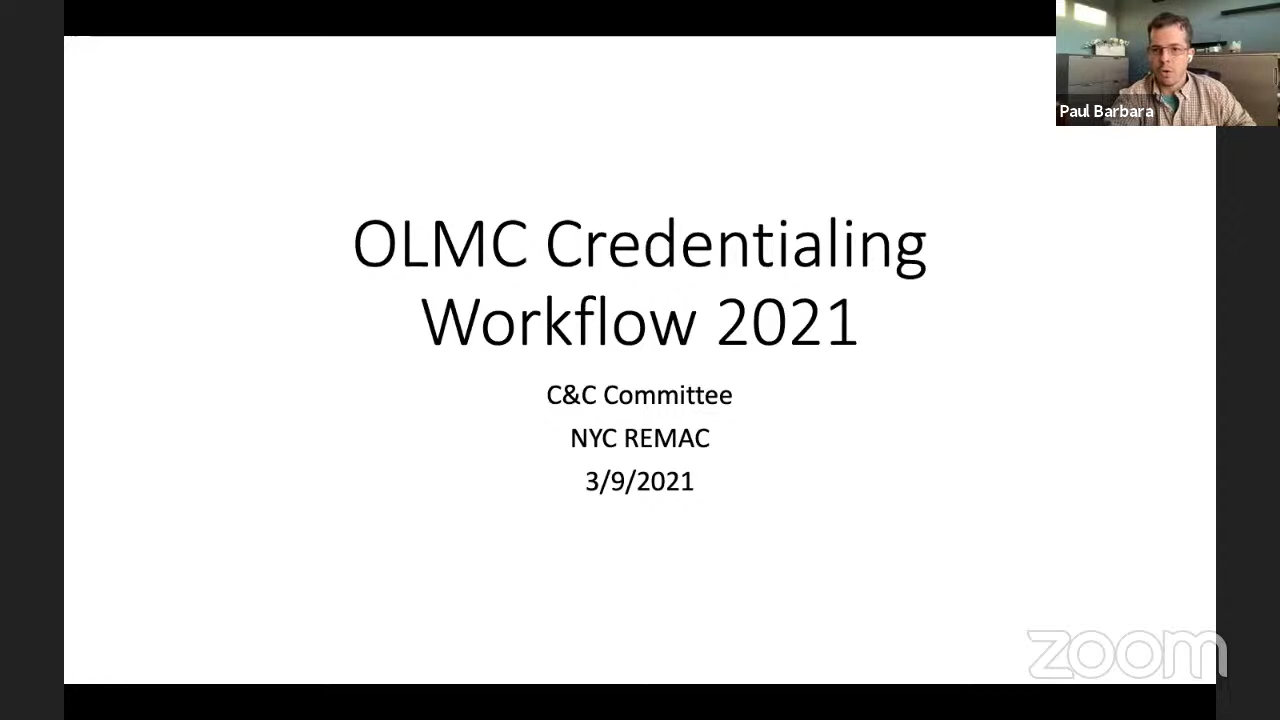 Paul Barbara
OLMC Credentialing
Workflow 2021
C&C Committee
NYC REMAC
3/9/2021
zoom